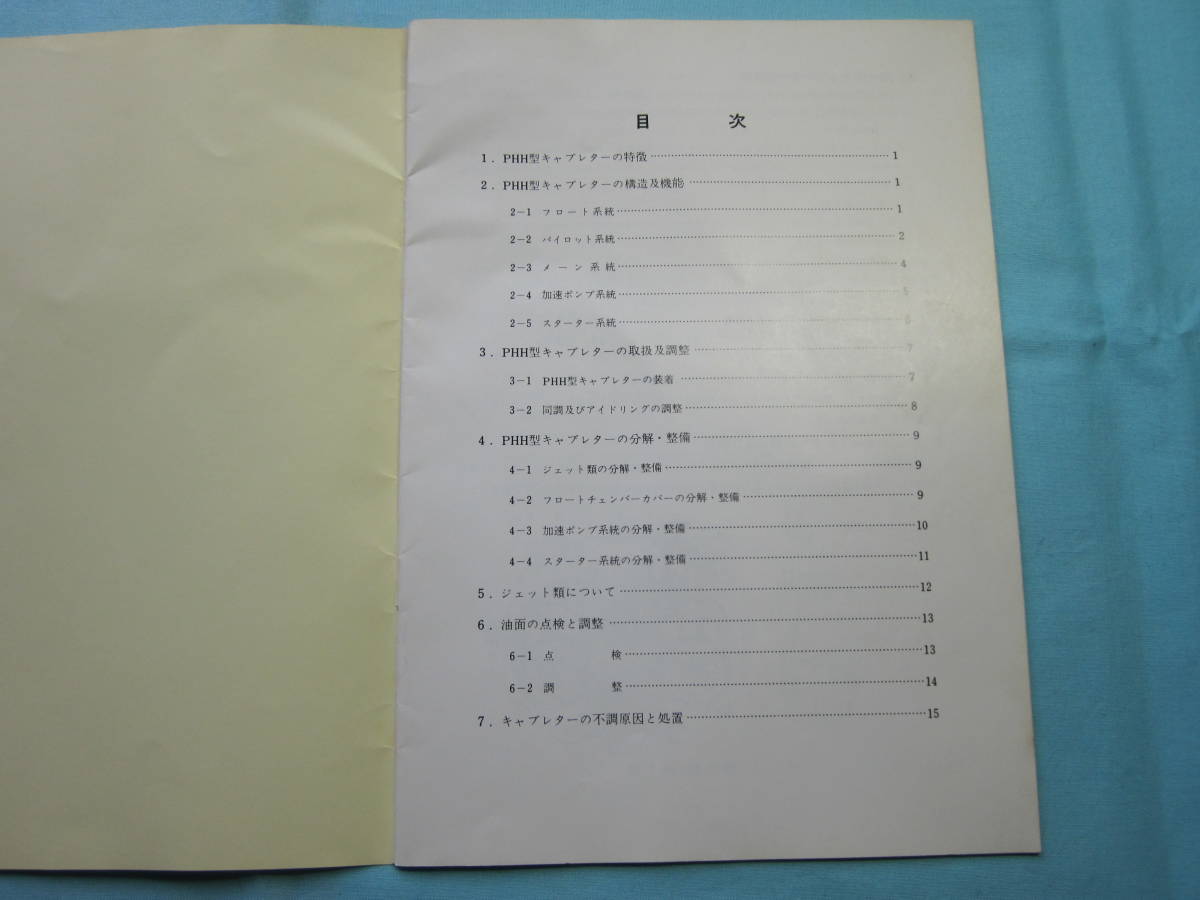 目 次
1. PHH型キャブレターの特徴……1
2. PHH型キャブレターの構造及機能……1
2-1 フロート系統……1
2-2 パイロット系統……2
2-3 メーン系統……4
2-4 加速ポンプ系統……5
2-5 スターター系統……6
3. PHH型キャブレターの取扱及調整……7
3-1 PHH型キャブレターの装着……7
3-2 同調及びアイドリングの調整……8
4. PHH型キャブレターの分解・整備……9
4-1 ジェット類の分解・整備……9
4-2 フロートチェンバーカバーの分解・整備……9
4-3 加速ポンプ系統の分解・整備……10
4-4 スターター系統の分解・整備……11
5. ジェット類について……12
6. 油面の点検と調整……13
6-1 点 検……13
6-2 調 整……14
7. キャブレターの不調原因と処置……15